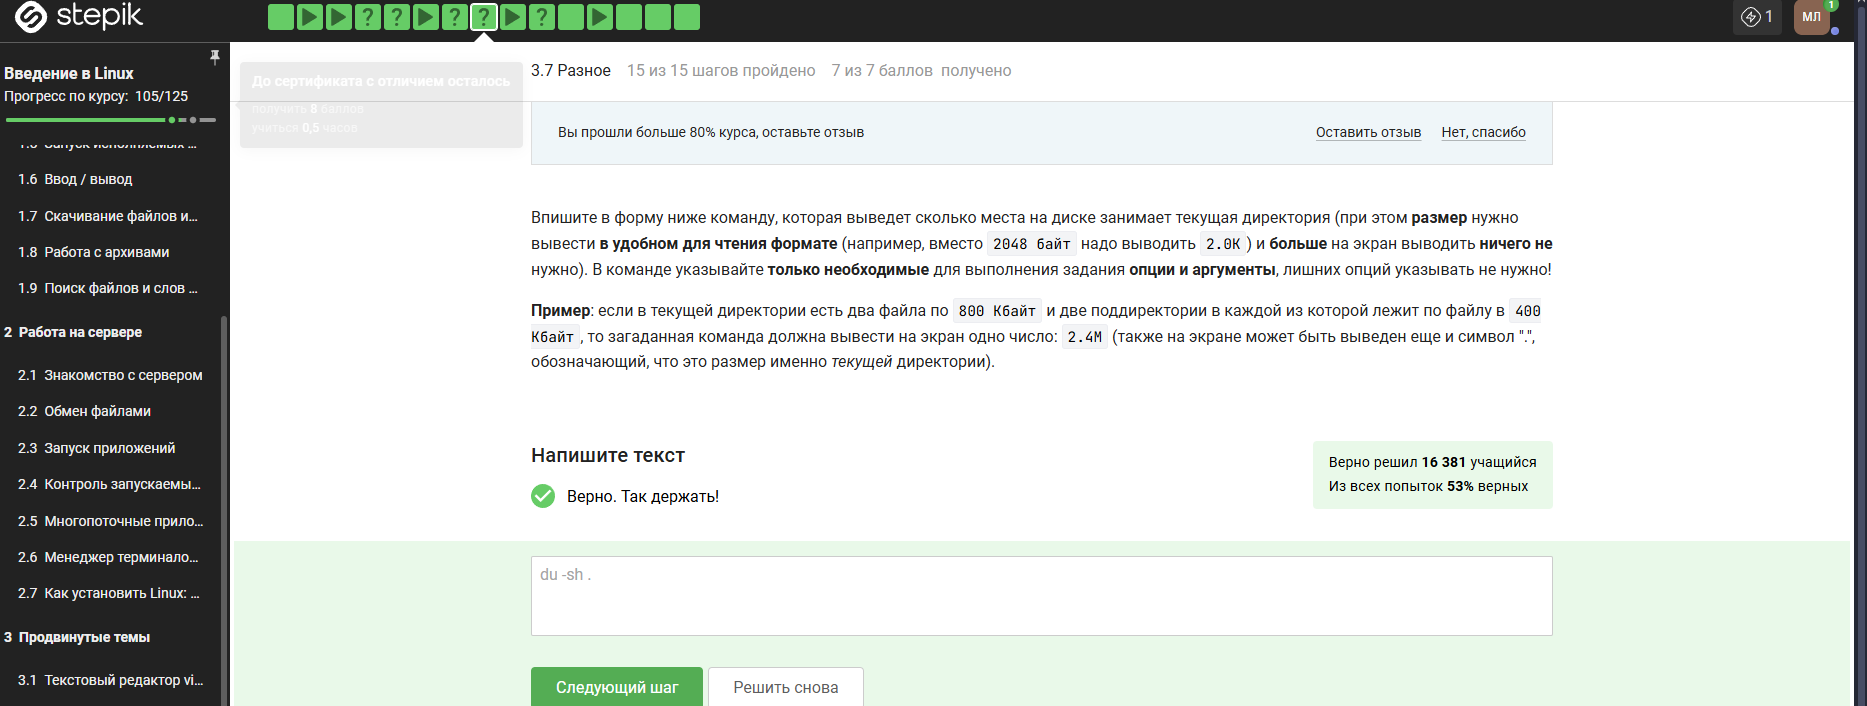 stepik
? ? ? ? ?
1
МЛ
1
Введение в Linux
Прогресс по курсу: 105/125
До сертификата с отличием осталось
получить 8 баллов
учиться 0,5 часов
3.7 Разное 15 из 15 шагов пройдено 7 из 7 баллов получено
Вы прошли больше 80% курса, оставьте отзыв Оставить отзыв Нет, спасибо
1.5 Запуск исполняемых ...
1.6 Ввод / вывод
1.7 Скачивание файлов и...
1.8 Работа с архивами
1.9 Поиск файлов и слов ...
2 Работа на сервере
2.1 Знакомство с сервером
2.2 Обмен файлами
2.3 Запуск приложений
2.4 Контроль запускаемы...
2.5 Многопоточные прило...
2.6 Менеджер терминало...
2.7 Как установить Linux: ...
3 Продвинутые темы
3.1 Текстовый редактор vi...
Впишите в форму ниже команду, которая выведет сколько места на диске занимает текущая директория (при этом размер нужно
вывести в удобном для чтения формате (например, вместо 2048 байт надо выводить 2.0K) и больше на экран выводить ничего не
нужно). В команде указывайте только необходимые для выполнения задания опции и аргументы, лишних опций указывать не нужно!
Пример: если в текущей директории есть два файла по 800 Кбайт и две поддиректории в каждой из которой лежит по файлу в 400
Кбайт, то загаданная команда должна вывести на экран одно число: 2.4M (также на экране может быть выведен еще и символ ".",
обозначающий, что это размер именно текущей директории).
Напишите текст
Верно. Так держать!
Верно решил 16 381 учащийся
Из всех попыток 53% верных
du -sh .
Следующий шаг Решить снова